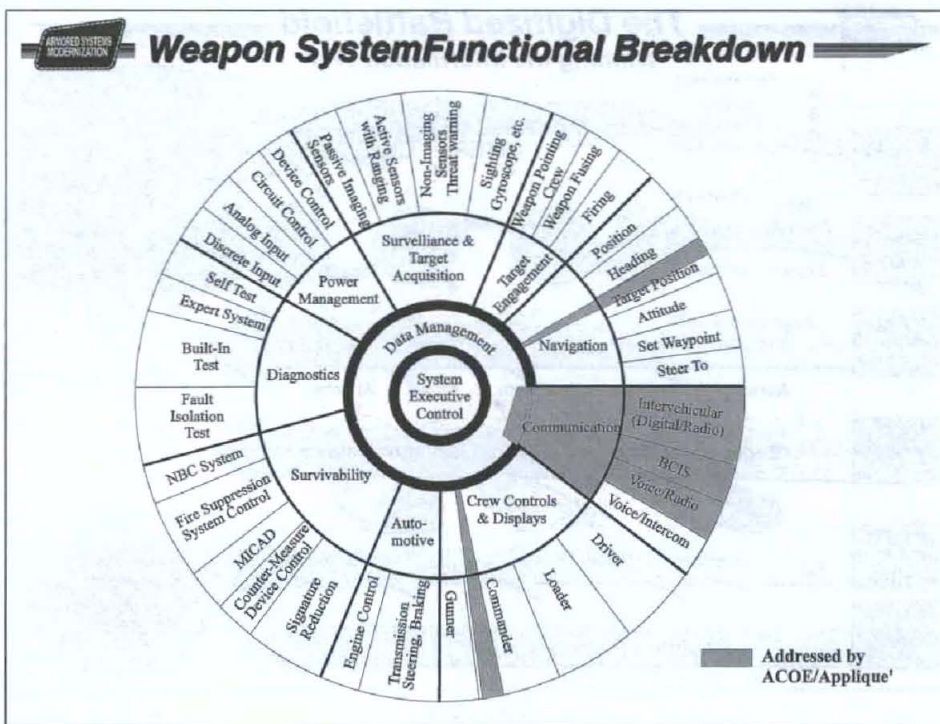 ARMORED SYSTEMS
MODERNIZATION
Weapon SystemFunctional Breakdown
System
Executive
Control
Data Management
Survelliance &
Target
Acquisition
Passive Imaging
Sensors
Active Sensors
with Ranging
Non-Imaging
Sensors
Threat warning
Sighting
Gyroscope, etc.
Target
Engagement
Weapon Pointing
Crew
Weapon Fusing
Firing
Navigation
Position
Heading
Target Position
Attitude
Set Waypoint
Steer To
Communication
Intervehicular
(Digital/Radio)
BCIS
Voice/Radio
Voice/Intercom
Crew Controls
& Displays
Driver
Loader
Commander
Gunner
Auto-
motive
Transmission
Steering, Braking
Engine Control
Survivability
Signature
Reduction
Counter-Measure
Device Control
MICAD
Fire Suppression
System Control
NBC System
Diagnostics
Fault
Isolation
Test
Built-In
Test
Expert System
Self Test
Power
Management
Discrete Input
Analog Input
Circuit Control
Device Control
Addressed by
ACOE/Applique'